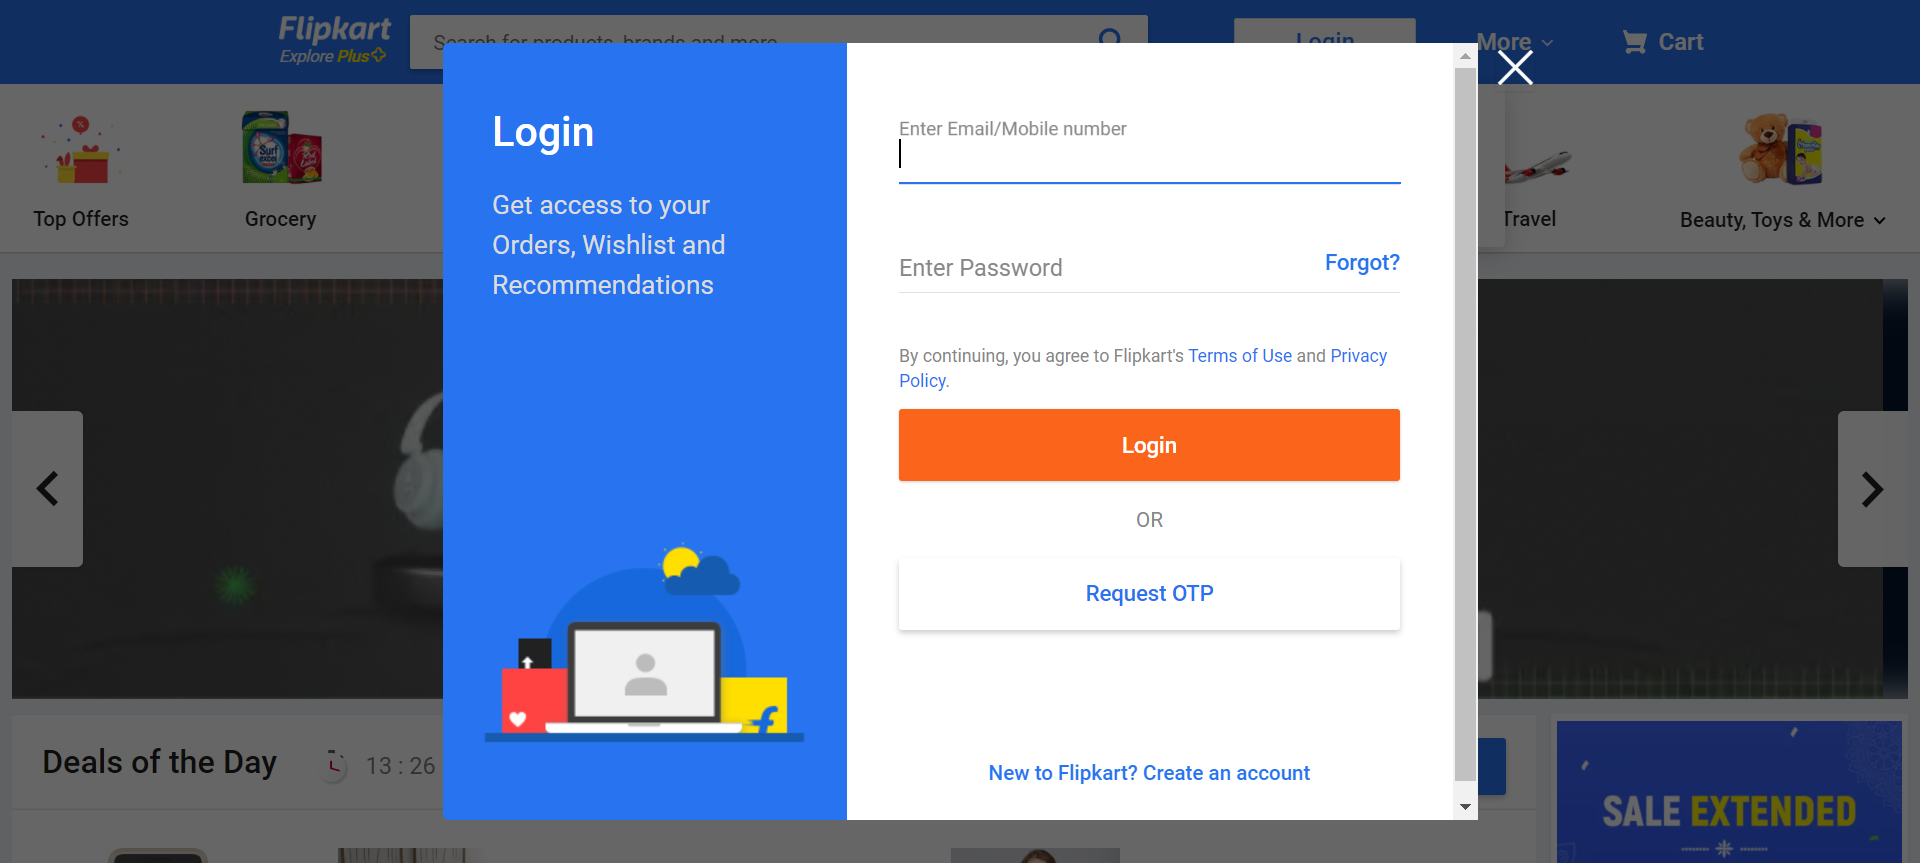 Flipkart
Explore Plus
Search for products, brands and more
Login
More
Cart
Top Offers
Grocery
Travel
Beauty, Toys & More
Login
Get access to your
Orders, Wishlist and
Recommendations
Enter Email/Mobile number
Enter Password
Forgot?
By continuing, you agree to Flipkart's Terms of Use and Privacy
Policy.
Login
OR
Request OTP
New to Flipkart? Create an account
Deals of the Day
13 : 26
SALE EXTENDED